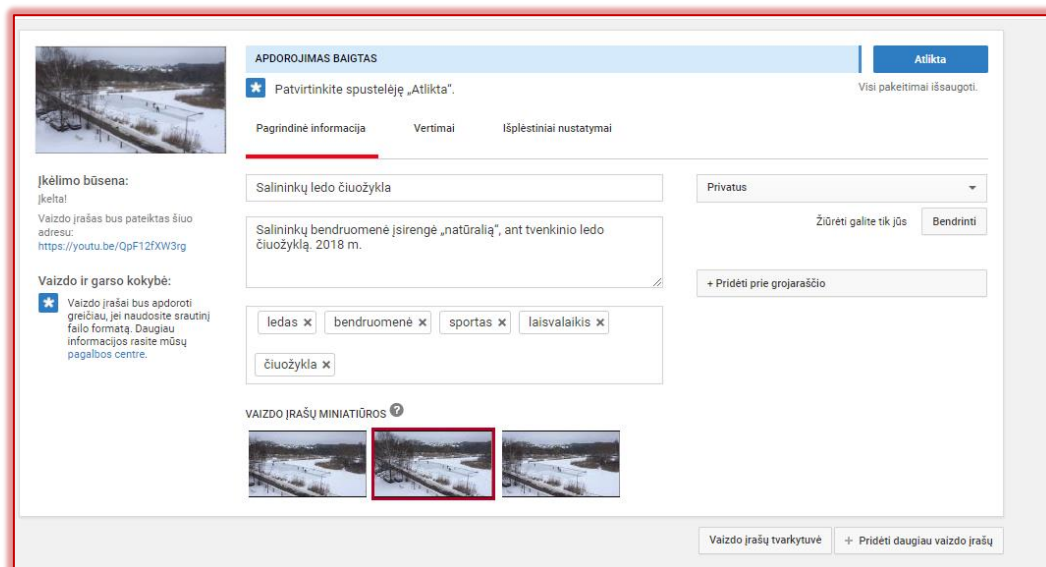 APDOROJIMAS BAIGTAS
Atlikta
Patvirtinkite spustelėję „Atlikta“.
Visi pakeitimai išsaugoti.
Pagrindinė informacija
Vertimai
Išplėstiniai nustatymai
Įkėlimo būsena:
Įkelta!
Vaizdo įrašas bus pateiktas šiuo
adresu:
https://youtu.be/QpF12fXW3rg
Vaizdo ir garso kokybė:
Vaizdo įrašai bus apdoroti
greičiau, jei naudosite srautinį
failo formatą. Daugiau
informacijos rasite mūsų
pagalbos centre.
Salininkų ledo čiuožykla
Salininkų bendruomenė įsirengė „natūralią“, ant tvenkinio ledo
čiuožyklą. 2018 m.
ledas × bendruomenė × sportas × laisvalaikis ×
čiuožykla ×
VAIZDO ĮRAŠŲ MINIATIŪROS ?
Privatus
Žiūrėti galite tik jūs
Bendrinti
+ Pridėti prie grojaraščio
Vaizdo įrašų tvarkytuvė
+ Pridėti daugiau vaizdo įrašų